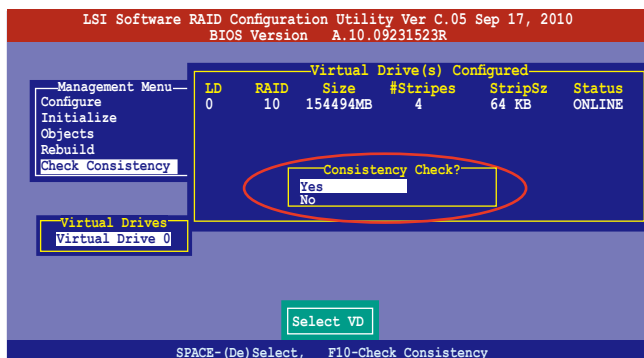 LSI Software RAID Configuration Utility Ver C.05 Sep 17, 2010
BIOS Version A.10.09231523R
Virtual Drive(s) Configured
LD RAID Size #Stripes StripSz Status
0 10 154494MB 4 64 KB ONLINE
Management Menu
Configure
Initialize
Objects
Rebuild
Check Consistency
Consistency Check?
Yes
No
Virtual Drives
Virtual Drive 0
Select VD
SPACE-(De)Select, F10-Check Consistency